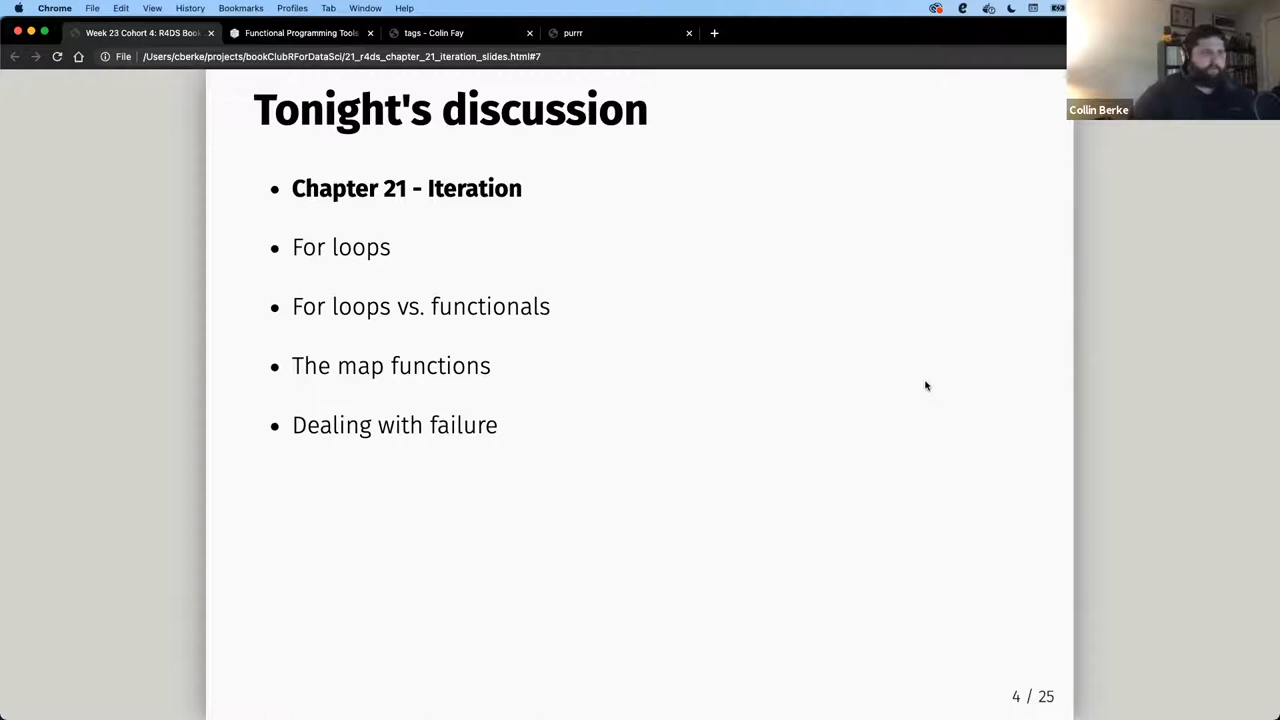 Chrome File Edit View History Bookmarks Profiles Tab Window Help
Week 23 Cohort 4: R4DS Book
Functional Programming Tools
tags - Colin Fay
purrr
File /Users/cberke/projects/bookClubRForDataSci/21_r4ds_chapter_21_iteration_slides.html#7
Collin Berke
Tonight's discussion
• Chapter 21 - Iteration
• For loops
• For loops vs. functionals
• The map functions
• Dealing with failure
4 / 25